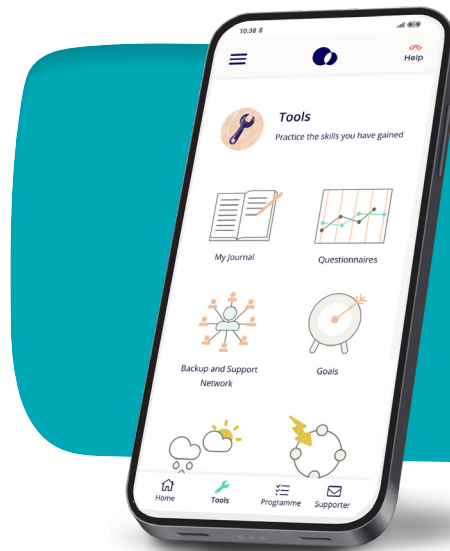 10:38
Help
Tools
Practice the skills you have gained
My Journal
Questionnaires
Backup and Support
Network
Goals
Home
Tools
Programme
Supporter